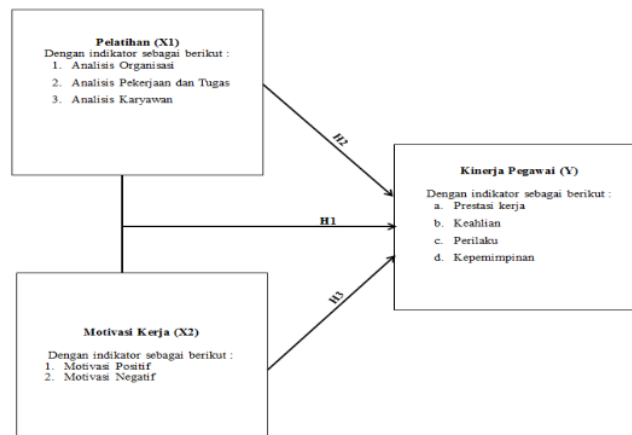 Pelatihan (X1)
Dengan indikator sebagai berikut :
1. Analisis Organisasi
2. Analisis Pekerjaan dan Tugas
3. Analisis Karyawan
H2
Kinerja Pegawai (Y)
Dengan indikator sebagai berikut :
a. Prestasi kerja
b. Keahlian
c. Perilaku
d. Kepemimpinan
H1
H3
Motivasi Kerja (X2)
Dengan indikator sebagai berikut :
1. Motivasi Positif
2. Motivasi Negatif